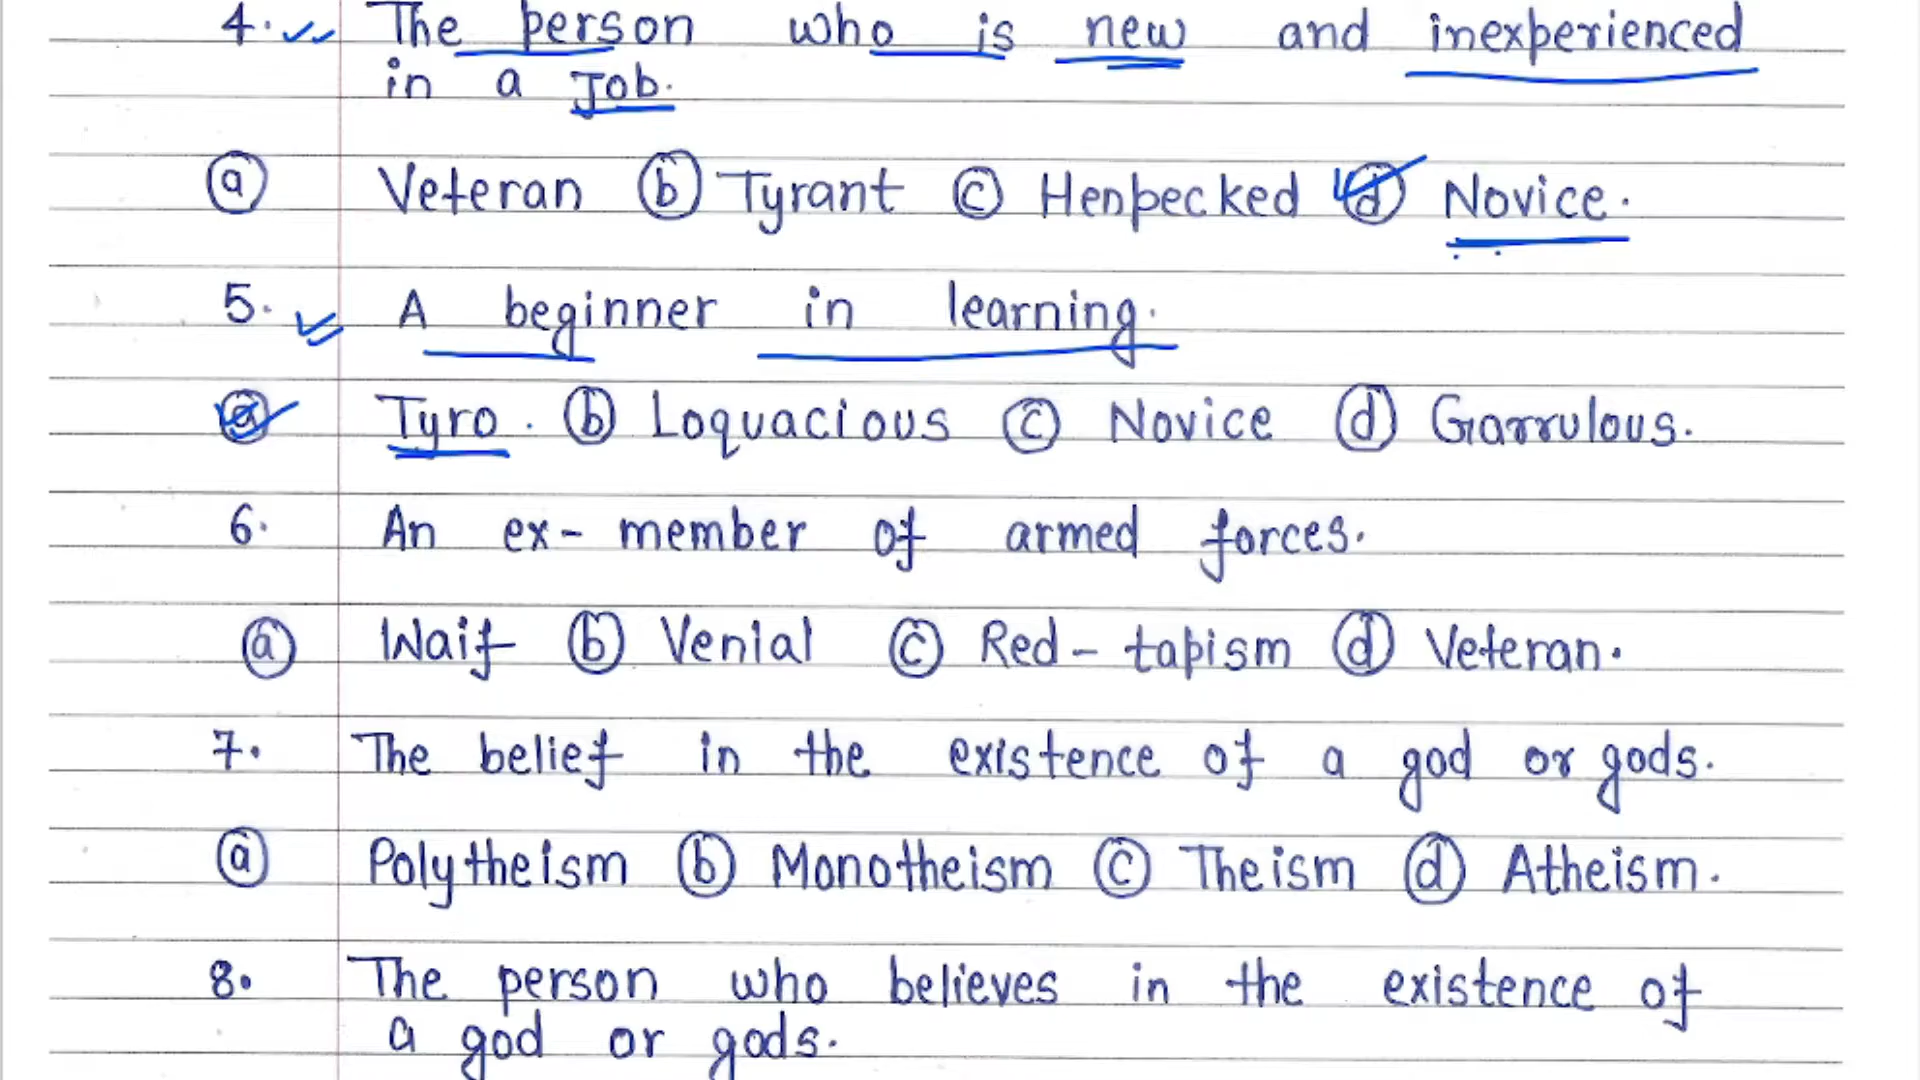 4. The person who is new and inexperienced
in a Job.
ⓐ Veteran ⓑ Tyrant ⓒ Henpecked ⓓ Novice.
5. A beginner in learning.
ⓐ Tyro. ⓑ Loquacious ⓒ Novice ⓓ Garrulous.
6. An ex-member of armed forces.
ⓐ Waif ⓑ Venial ⓒ Red-tapism ⓓ Veteran.
7. The belief in the existence of a god or gods.
ⓐ Polytheism ⓑ Monotheism ⓒ Theism ⓓ Atheism.
8. The person who believes in the existence of
a god or gods.